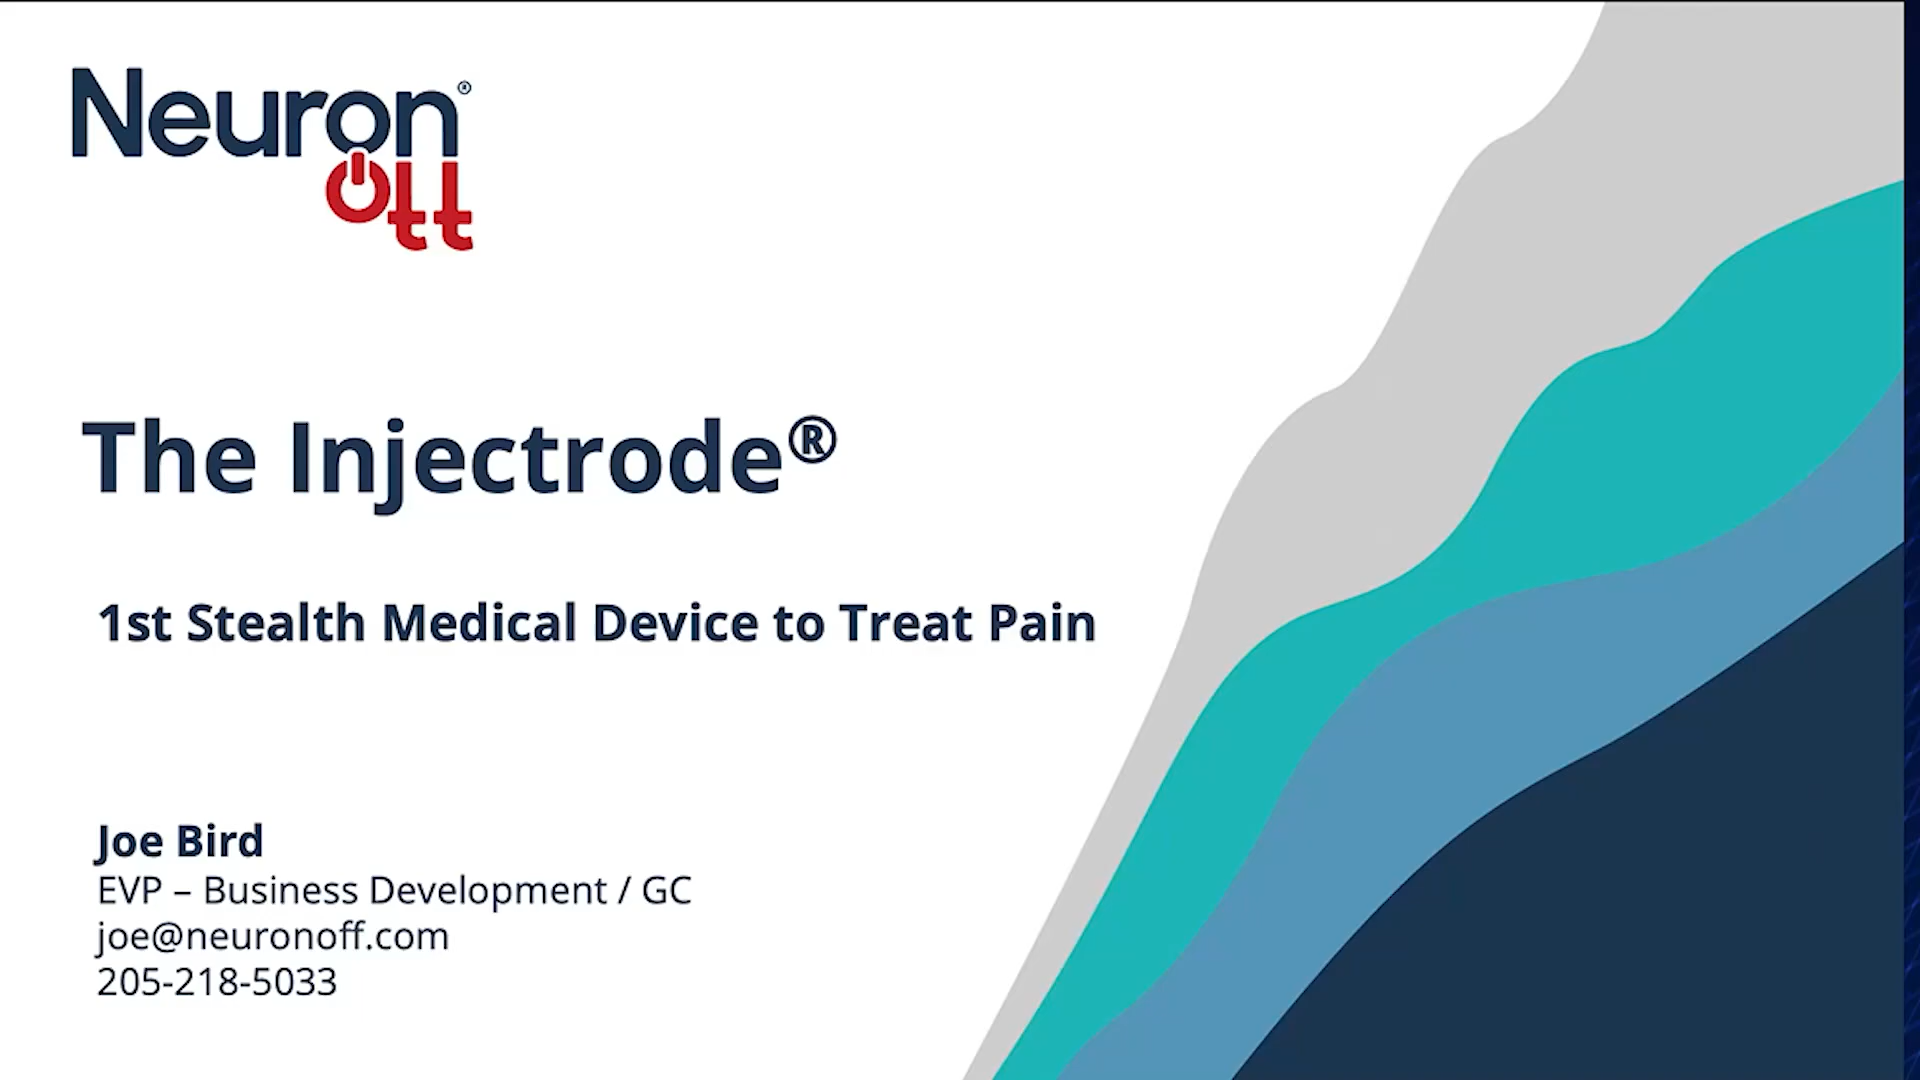 Neuron®
off
The Injectrode®
1st Stealth Medical Device to Treat Pain
Joe Bird
EVP – Business Development / GC
joe@neuronoff.com
205-218-5033